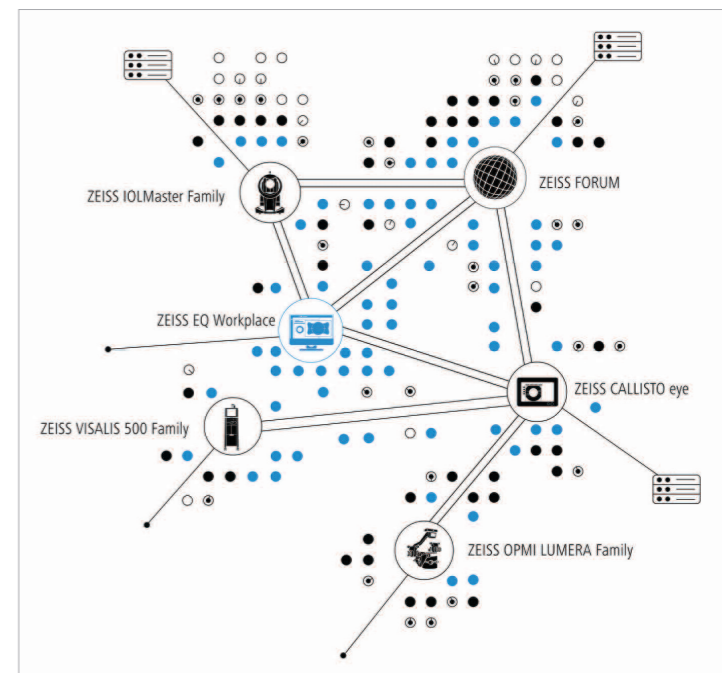 ZEISS IOLMaster Family
ZEISS FORUM
ZEISS EQ Workplace
ZEISS CALLISTO eye
ZEISS VISALIS 500 Family
ZEISS OPMI LUMERA Family